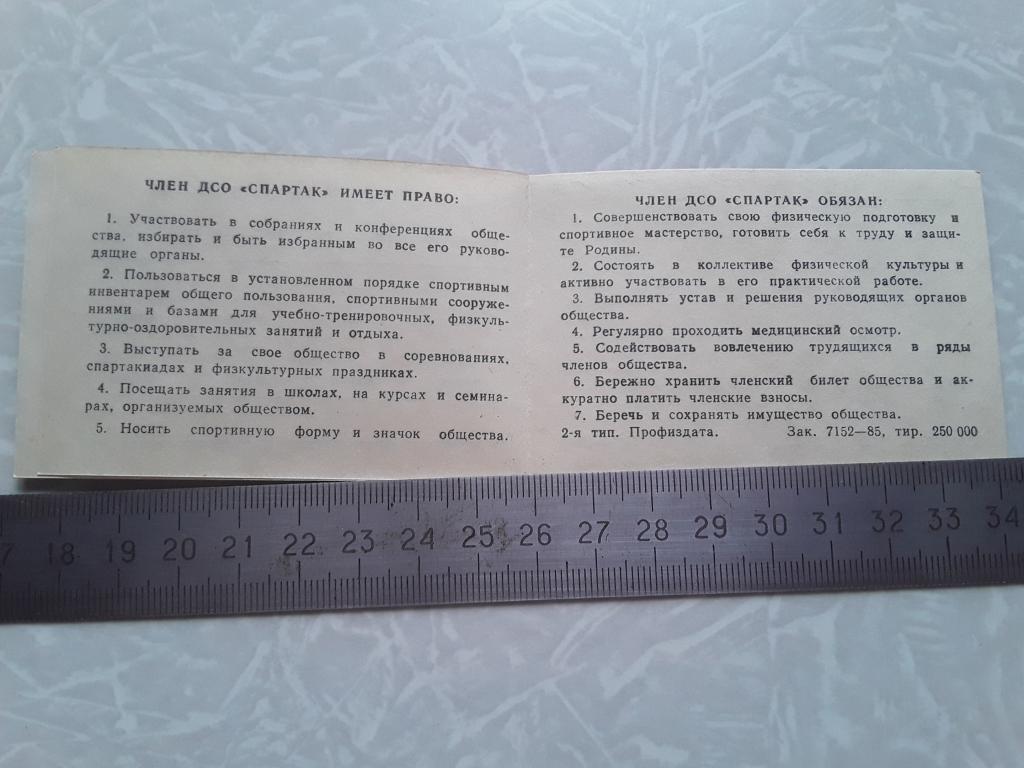 ЧЛЕН ДСО «СПАРТАК» ИМЕЕТ ПРАВО:
1. Участвовать в собраниях и конференциях обще-
ства, избирать и быть избранным во все его руково-
дящие органы.
2. Пользоваться в установленном порядке спортивным
инвентарем общего пользования, спортивными сооруже-
ниями и базами для учебно-тренировочных, физкуль-
турно-оздоровительных занятий и отдыха.
3. Выступать за свое общество в соревнованиях,
спартакиадах и физкультурных праздниках.
4. Посещать занятия в школах, на курсах и семина-
рах, организуемых обществом.
5. Носить спортивную форму и значок общества.
ЧЛЕН ДСО «СПАРТАК» ОБЯЗАН:
1. Совершенствовать свою физическую подготовку и
спортивное мастерство, готовить себя к труду и защи-
те Родины.
2. Состоять в коллективе физической культуры и
активно участвовать в его практической работе.
3. Выполнять устав и решения руководящих органов
общества.
4. Регулярно проходить медицинский осмотр.
5. Содействовать вовлечению трудящихся в ряды
членов общества.
6. Бережно хранить членский билет общества и ак-
куратно платить членские взносы.
7. Беречь и сохранять имущество общества.
2-я тип. Профиздата. Зак. 7152—85, тир. 250 000
7 18 19 20 21 22 23 24 25 26 27 28 29 30 31 32 33 34